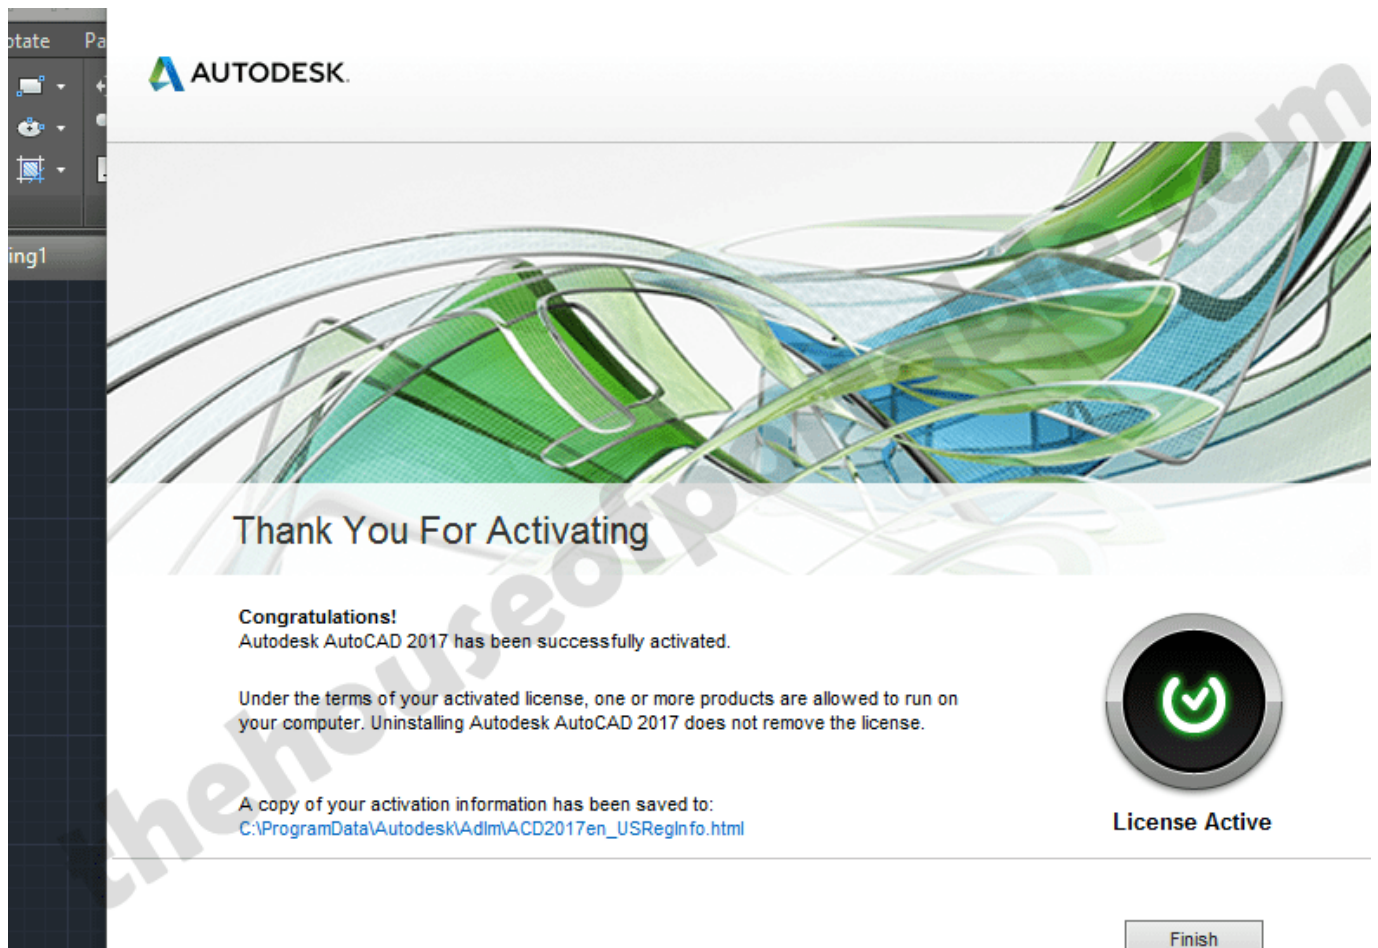 otate Pa
AUTODESK.
ing1
Thank You For Activating
Congratulations!
Autodesk AutoCAD 2017 has been successfully activated.
Under the terms of your activated license, one or more products are allowed to run on
your computer. Uninstalling Autodesk AutoCAD 2017 does not remove the license.
A copy of your activation information has been saved to:
C:\ProgramData\Autodesk\Adlm\ACD2017en_USRegInfo.html
License Active
Finish